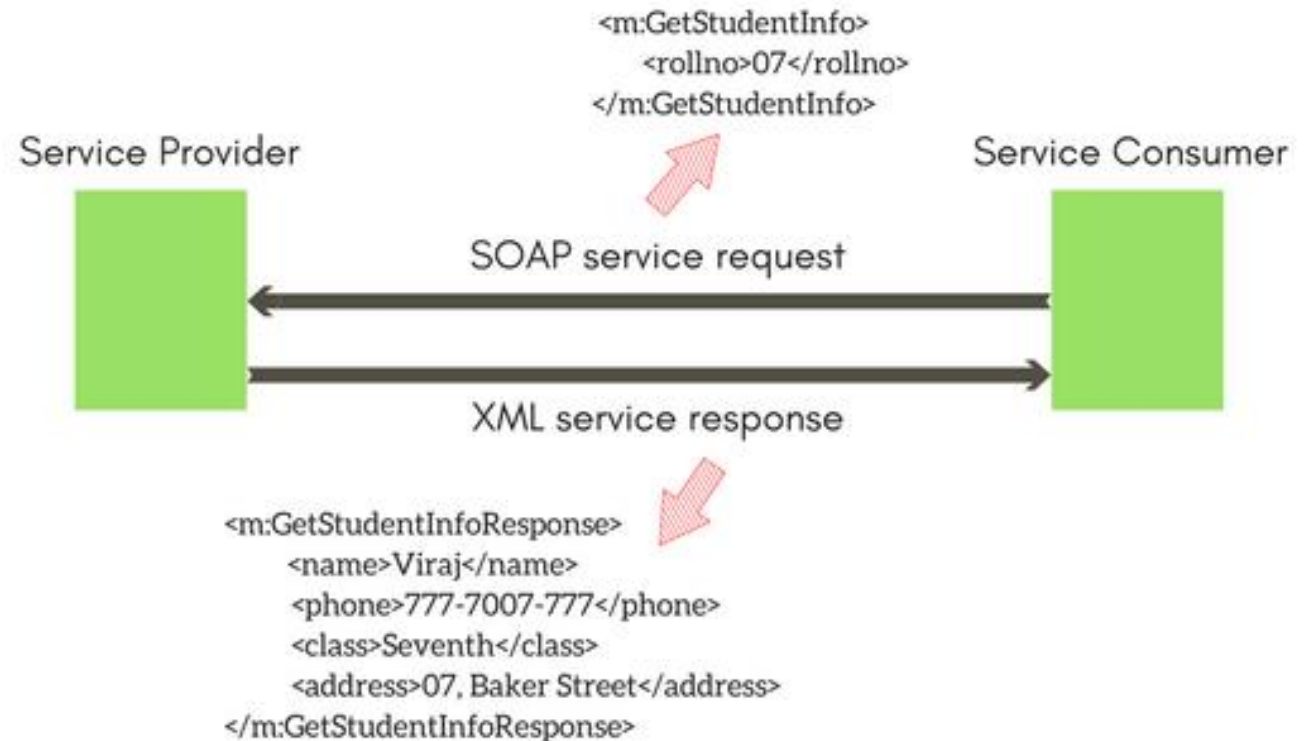 <m:GetStudentInfo>
<rollno>07</rollno>
</m:GetStudentInfo>
Service Provider
Service Consumer
SOAP service request
XML service response
<m:GetStudentInfoResponse>
<name>Viraj</name>
<phone>777-7007-777</phone>
<class>Seventh</class>
<address>07, Baker Street</address>
</m:GetStudentInfoResponse>